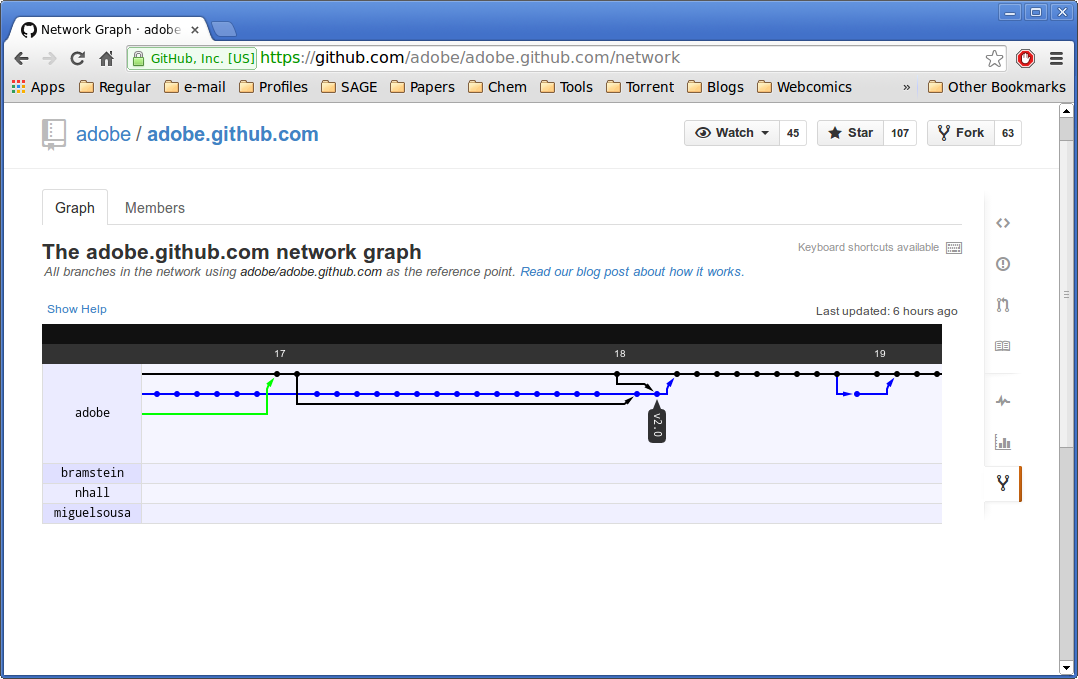 Network Graph · adobe
GitHub, Inc. [US] https://github.com/adobe/adobe.github.com/network
Apps Regular e-mail Profiles SAGE Papers Chem Tools Torrent Blogs Webcomics » Other Bookmarks
adobe / adobe.github.com
Watch 45 Star 107 Fork 63
Graph Members
The adobe.github.com network graph
Keyboard shortcuts available
All branches in the network using adobe/adobe.github.com as the reference point. Read our blog post about how it works.
Show Help
Last updated: 6 hours ago
17 18 19
adobe
v2.0
bramstein
nhall
miguelsousa